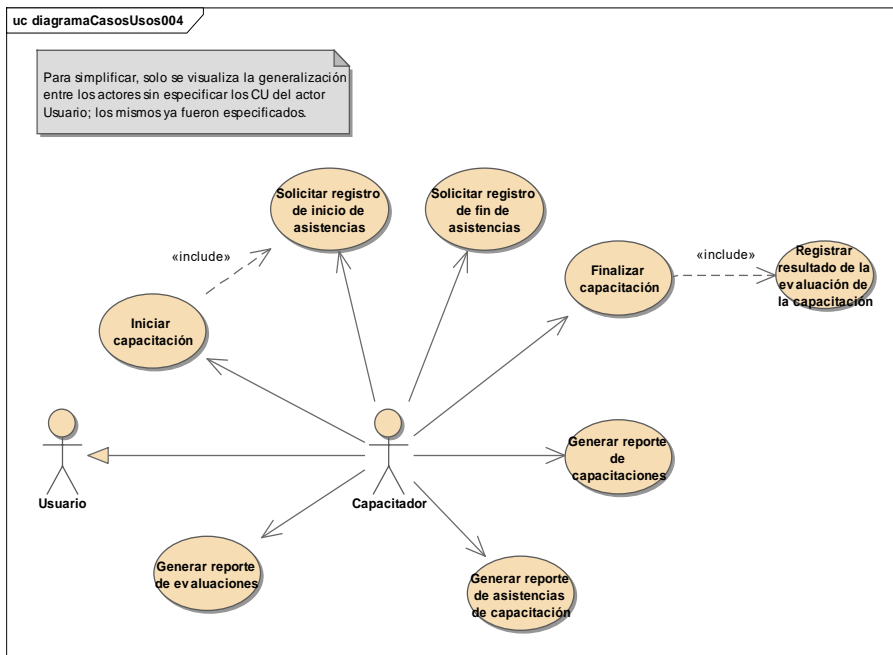 uc diagramaCasosUsos004
Para simplificar, solo se visualiza la generalización
entre los actores sin especificar los CU del actor
Usuario; los mismos ya fueron especificados.
Solicitar registro
de inicio de
asistencias
Solicitar registro
de fin de
asistencias
«include»
Finalizar
capacitación
«include»
Registrar
resultado de la
evaluación de
la capacitación
Iniciar
capacitación
Usuario
Capacitador
Generar reporte
de
capacitaciones
Generar reporte
de evaluaciones
Generar reporte
de asistencias
de capacitación